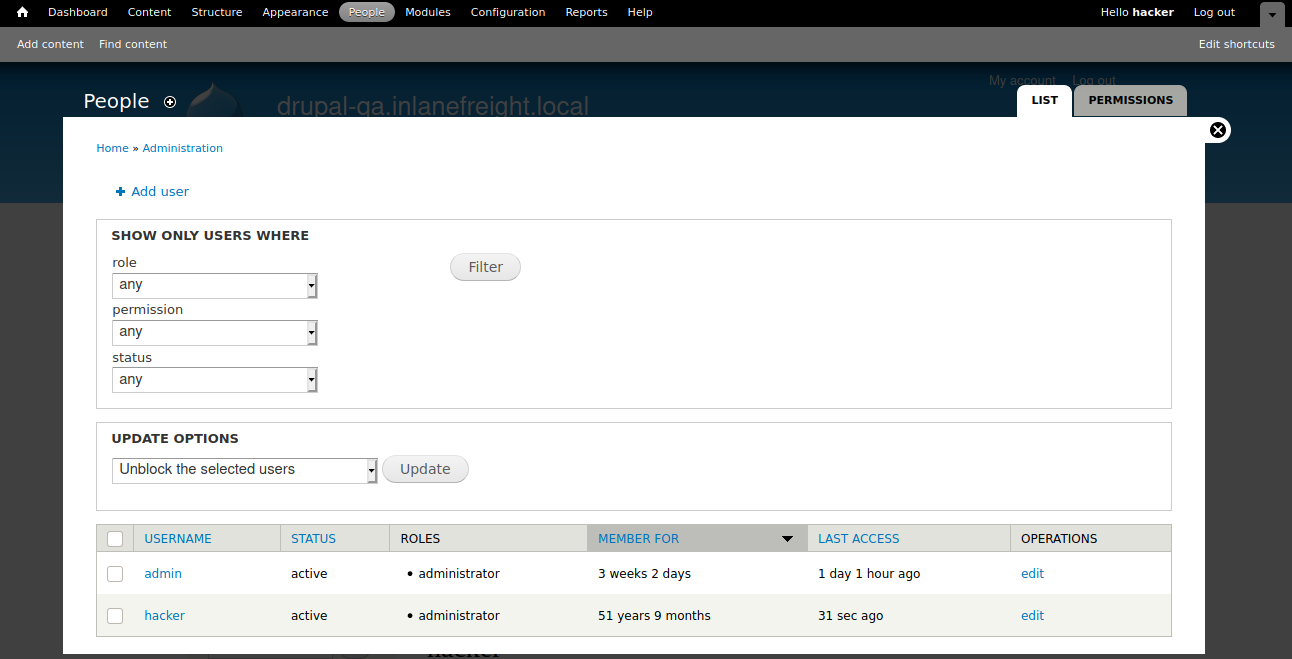 Dashboard Content Structure Appearance People Modules Configuration Reports Help Hello hacker Log out
Add content Find content Edit shortcuts
My account Log out
People drupal-qa.inlanefreight.local LIST PERMISSIONS
Home » Administration
Add user
SHOW ONLY USERS WHERE
role
any
Filter
permission
any
status
any
UPDATE OPTIONS
Unblock the selected users Update
USERNAME STATUS ROLES MEMBER FOR LAST ACCESS OPERATIONS
admin active • administrator 3 weeks 2 days 1 day 1 hour ago edit
hacker active • administrator 51 years 9 months 31 sec ago edit
hacker